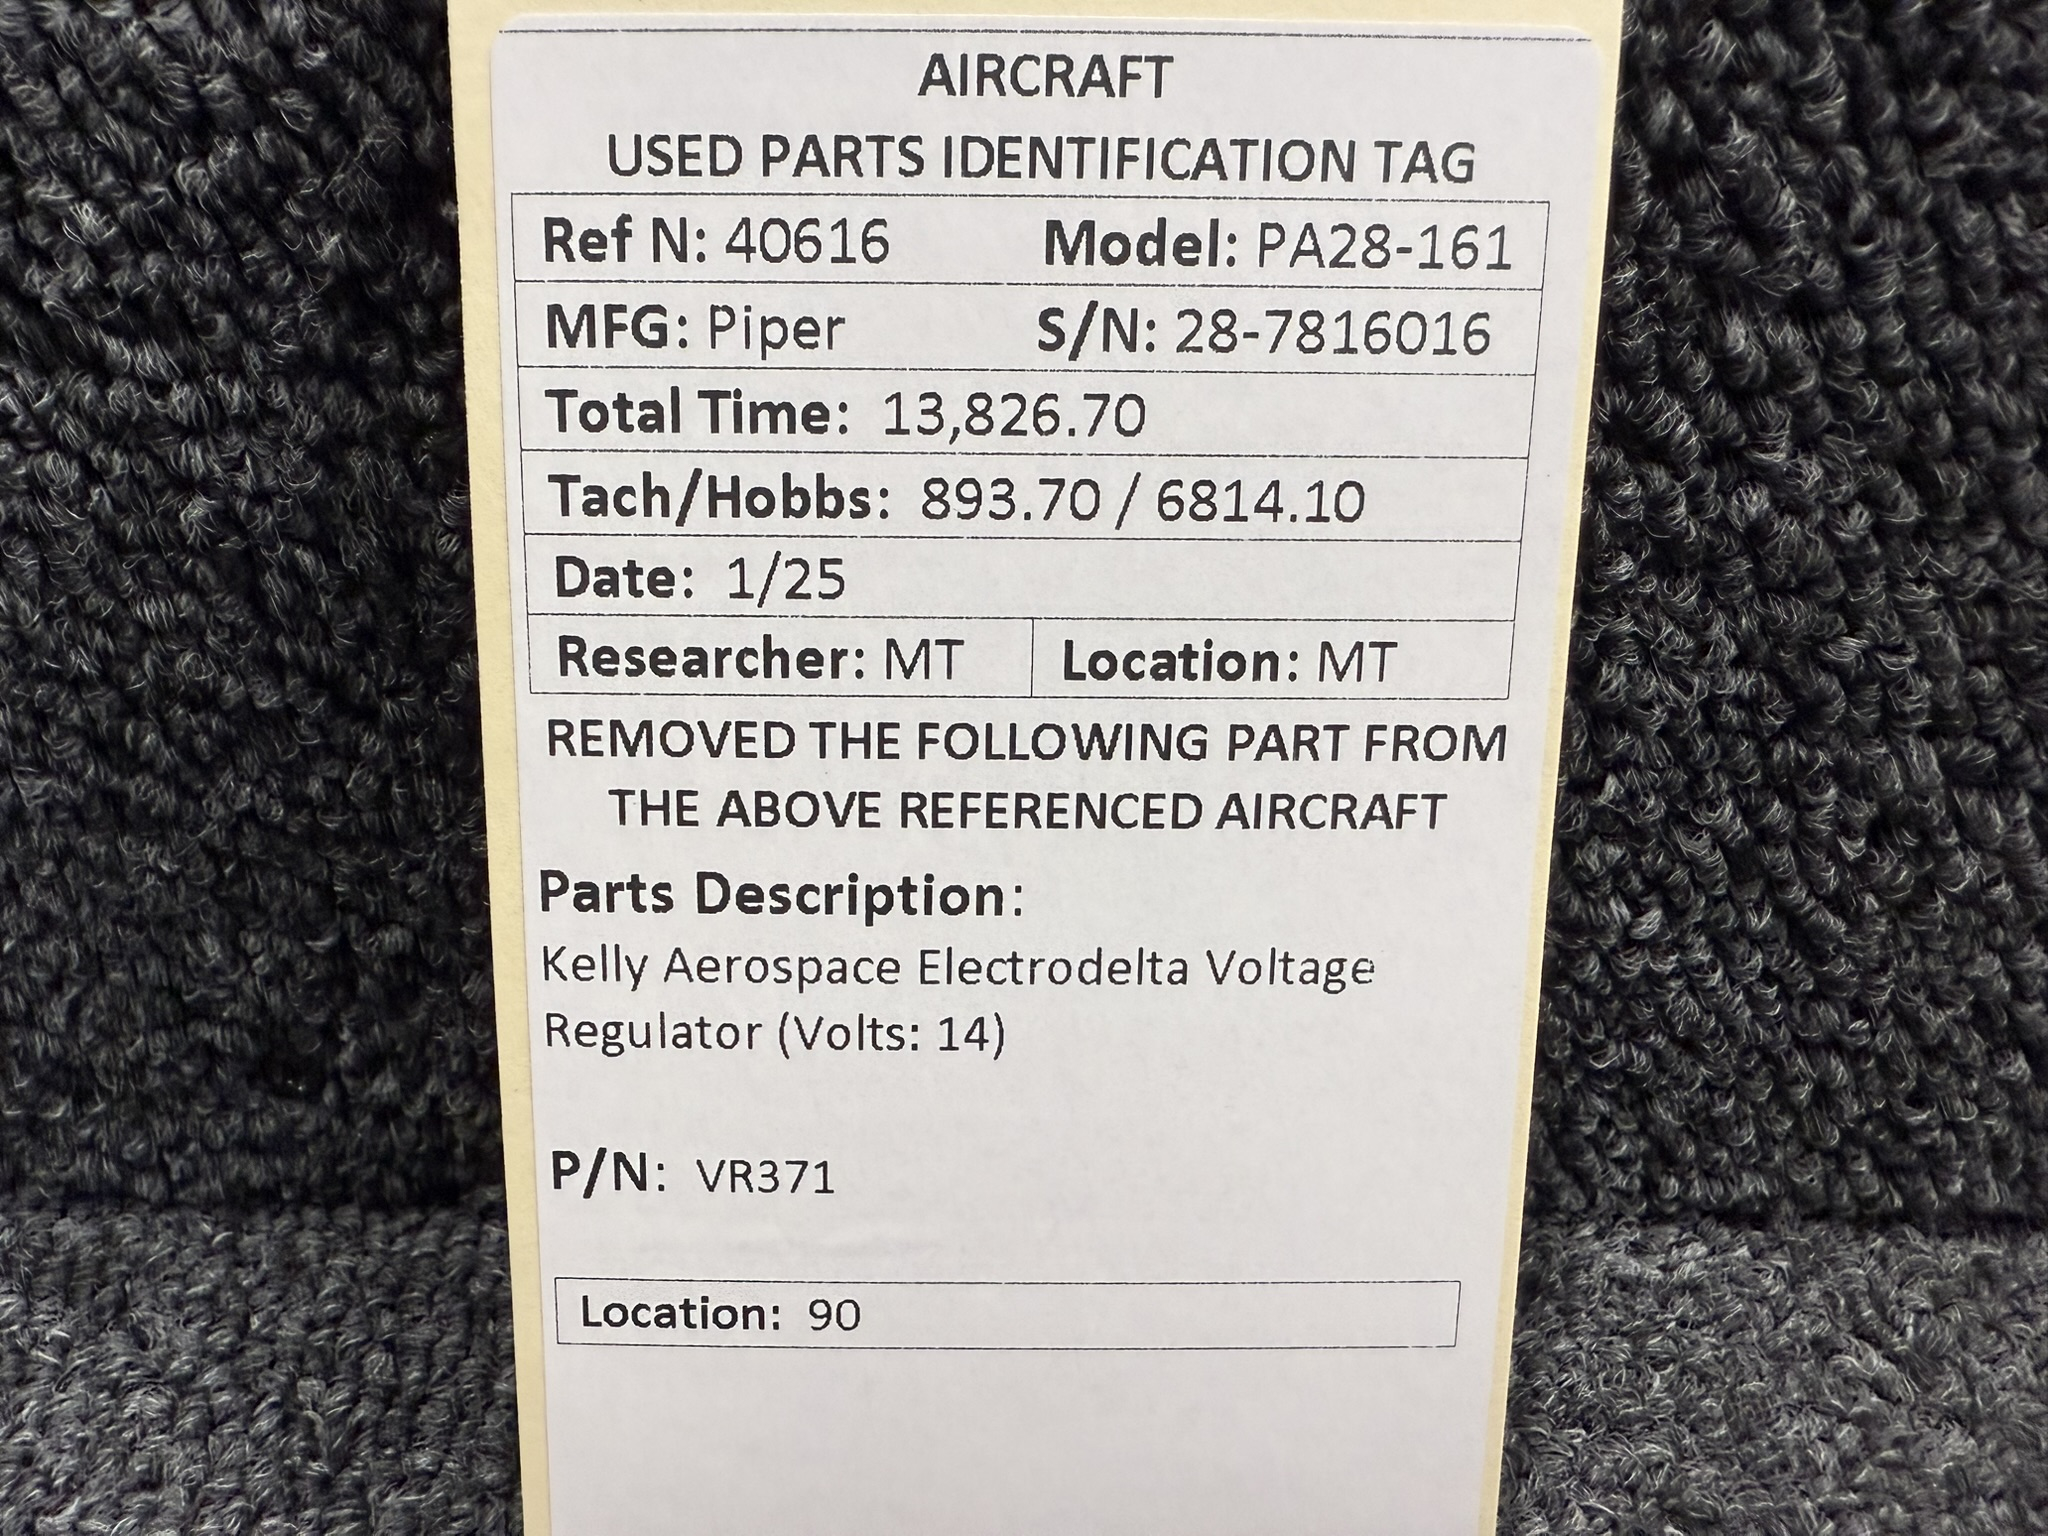 AIRCRAFT
USED PARTS IDENTIFICATION TAG
Ref N: 40616 Model: PA28-161
MFG: Piper S/N: 28-7816016
Total Time: 13,826.70
Tach/Hobbs: 893.70 / 6814.10
Date: 1/25
Researcher: MT Location: MT
REMOVED THE FOLLOWING PART FROM
THE ABOVE REFERENCED AIRCRAFT
Parts Description:
Kelly Aerospace Electrodelta Voltage
Regulator (Volts: 14)
P/N: VR371
Location: 90